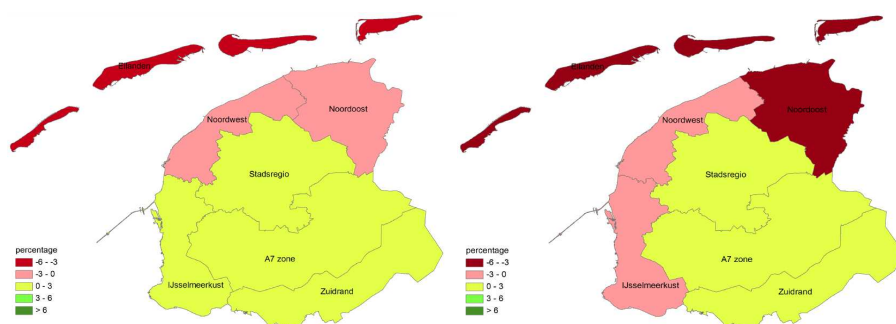 Eilanden
Noordwest
Noordoost
Stadsregio
A7 zone
IJsselmeerkust
Zuidrand
percentage
-6 - -3
-3 - 0
0 - 3
3 - 6
> 6
Eilanden
Noordwest
Noordoost
Stadsregio
A7 zone
IJsselmeerkust
Zuidrand
percentage
-6 - -3
-3 - 0
0 - 3
3 - 6
> 6